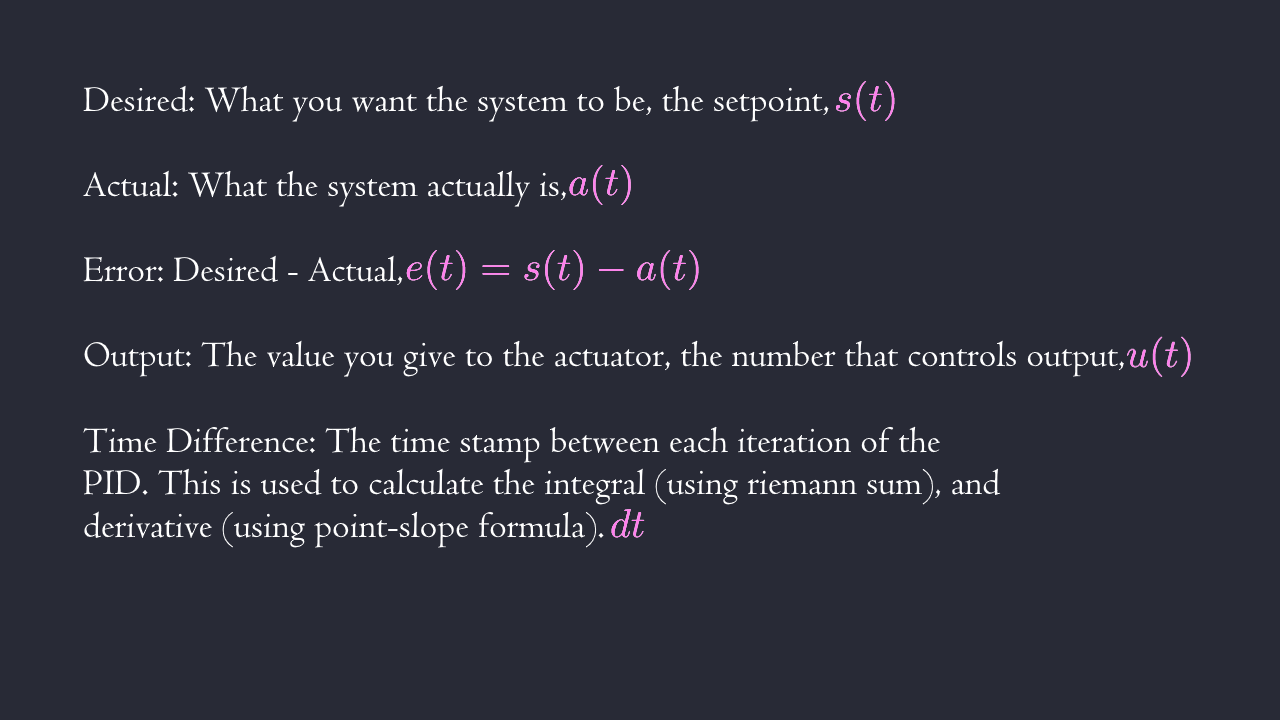 Desired: What you want the system to be, the setpoint, s(t)
Actual: What the system actually is, a(t)
Error: Desired - Actual, e(t) = s(t) − a(t)
Output: The value you give to the actuator, the number that controls output, u(t)
Time Difference: The time stamp between each iteration of the
PID. This is used to calculate the integral (using riemann sum), and
derivative (using point-slope formula). dt